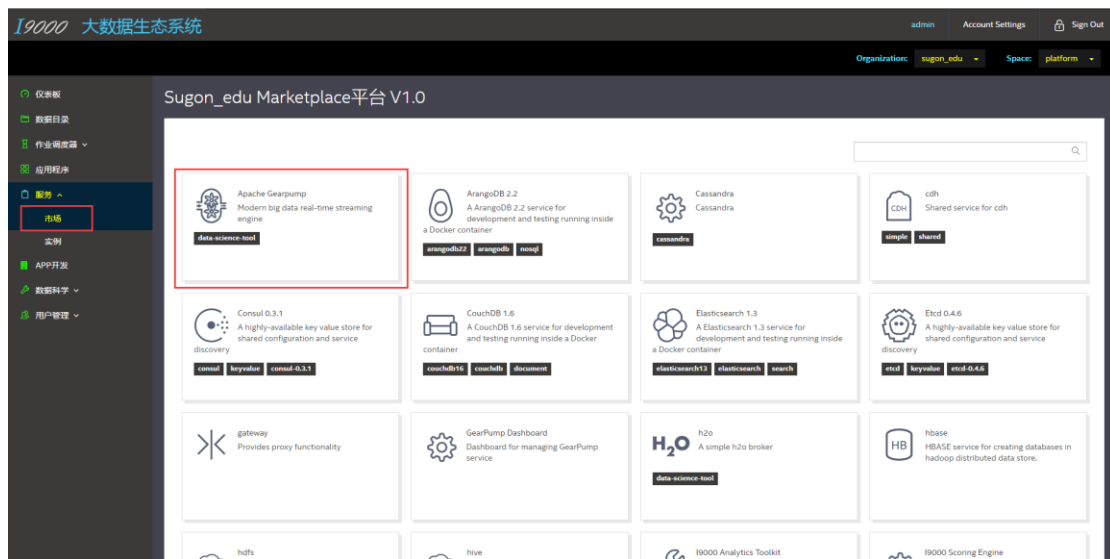 I9000 大数据生态系统
admin Account Settings Sign Out
Organization: sugon_edu Space: platform
仪表板
数据目录
作业调度器
应用程序
服务
市场
实例
APP开发
数据科学
用户管理
Sugon_edu Marketplace平台 V1.0
Apache Gearpump
Modern big data real-time streaming
engine
data-science-tool
ArangoDB 2.2
A ArangoDB 2.2 service for
development and testing running inside
a Docker container
arangodb22 arangodb nosql
Cassandra
Cassandra
cassandra
CDH
cdh
Shared service for cdh
simple shared
Consul 0.3.1
A highly-available key value store for
shared configuration and service
discovery
consul keyvalue consul-0.3.1
CouchDB 1.6
A CouchDB 1.6 service for development
and testing running inside a Docker
container
couchdb16 couchdb document
Elasticsearch 1.3
A Elasticsearch 1.3 service for
development and testing running inside
a Docker container
elasticsearch13 elasticsearch search
Etcd 0.4.6
A highly-available key value store for
shared configuration and service
discovery
etcd keyvalue etcd-0.4.6
gateway
Provides proxy functionality
GearPump Dashboard
Dashboard for managing GearPump
service
H2O
h2o
A simple h2o broker
data-science-tool
HB
hbase
HBASE service for creating databases in
hadoop distributed data store.
hdfs
hive
I9000 Analytics Toolkit
I9000 Scoring Engine